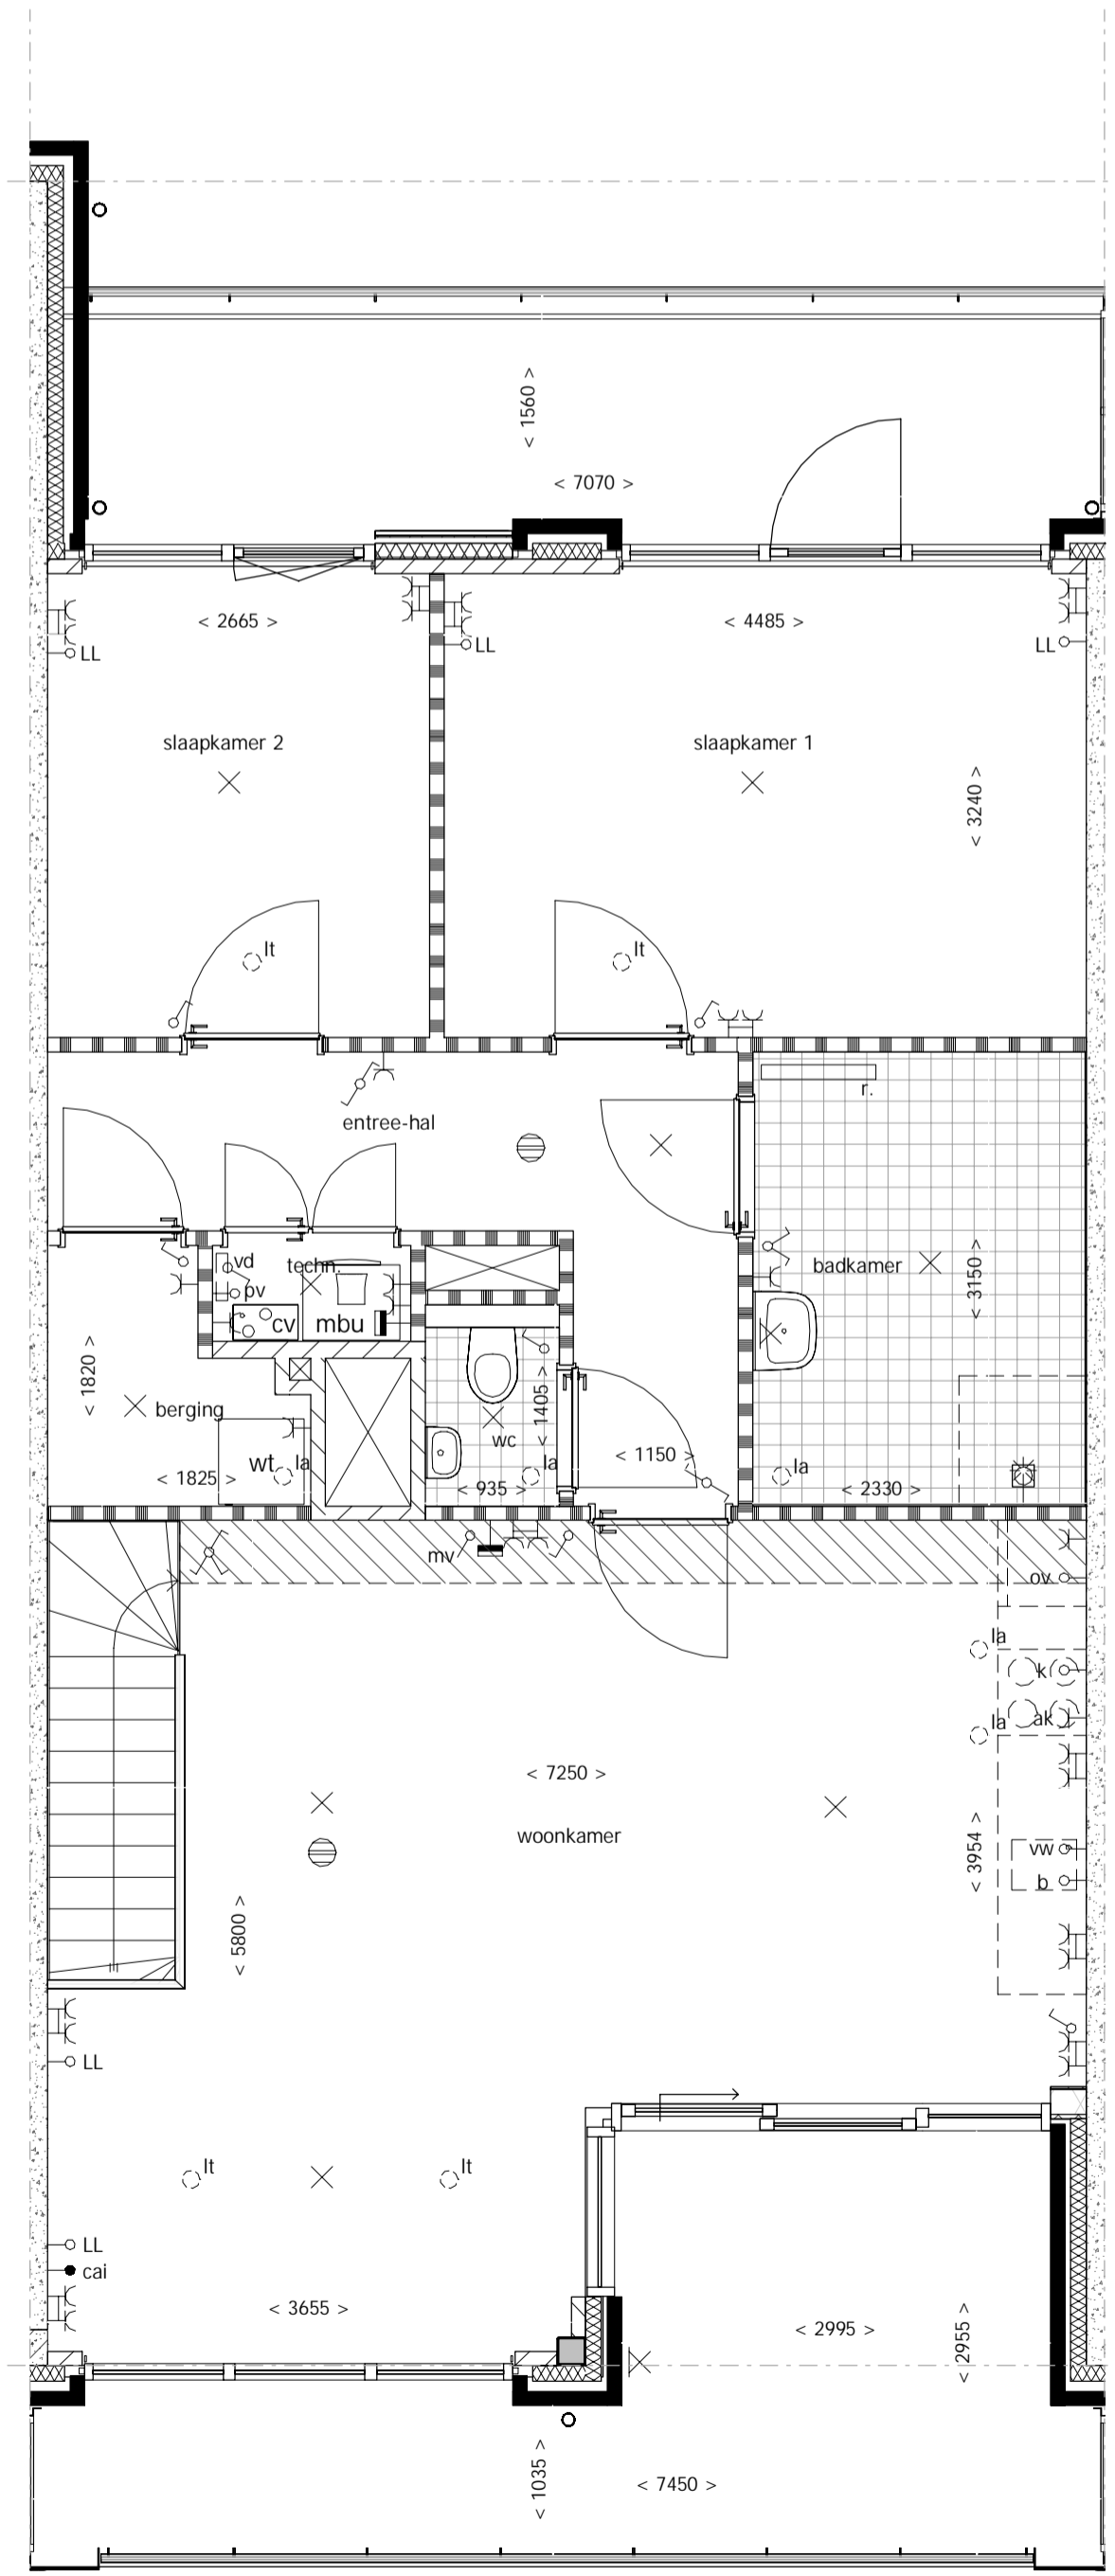 < 1560 >
< 7070 >
< 2665 >
< 4485 >
LL
LL
LL
slaapkamer 2
slaapkamer 1
< 3240 >
lt
lt
r.
entree-hal
vd
techn.
badkamer
pv
< 3150 >
cv
mbu
< 1820 >
berging
< 1405 >
wc
wt
la
< 1825 >
la
< 1150 >
la
< 935 >
< 2330 >
mv
ov
la
k
ak
la
< 7250 >
woonkamer
< 3954 >
vw
b
< 5800 >
LL
lt
lt
LL
cai
< 3655 >
< 2995 >
< 2955 >
< 1035 >
< 7450 >